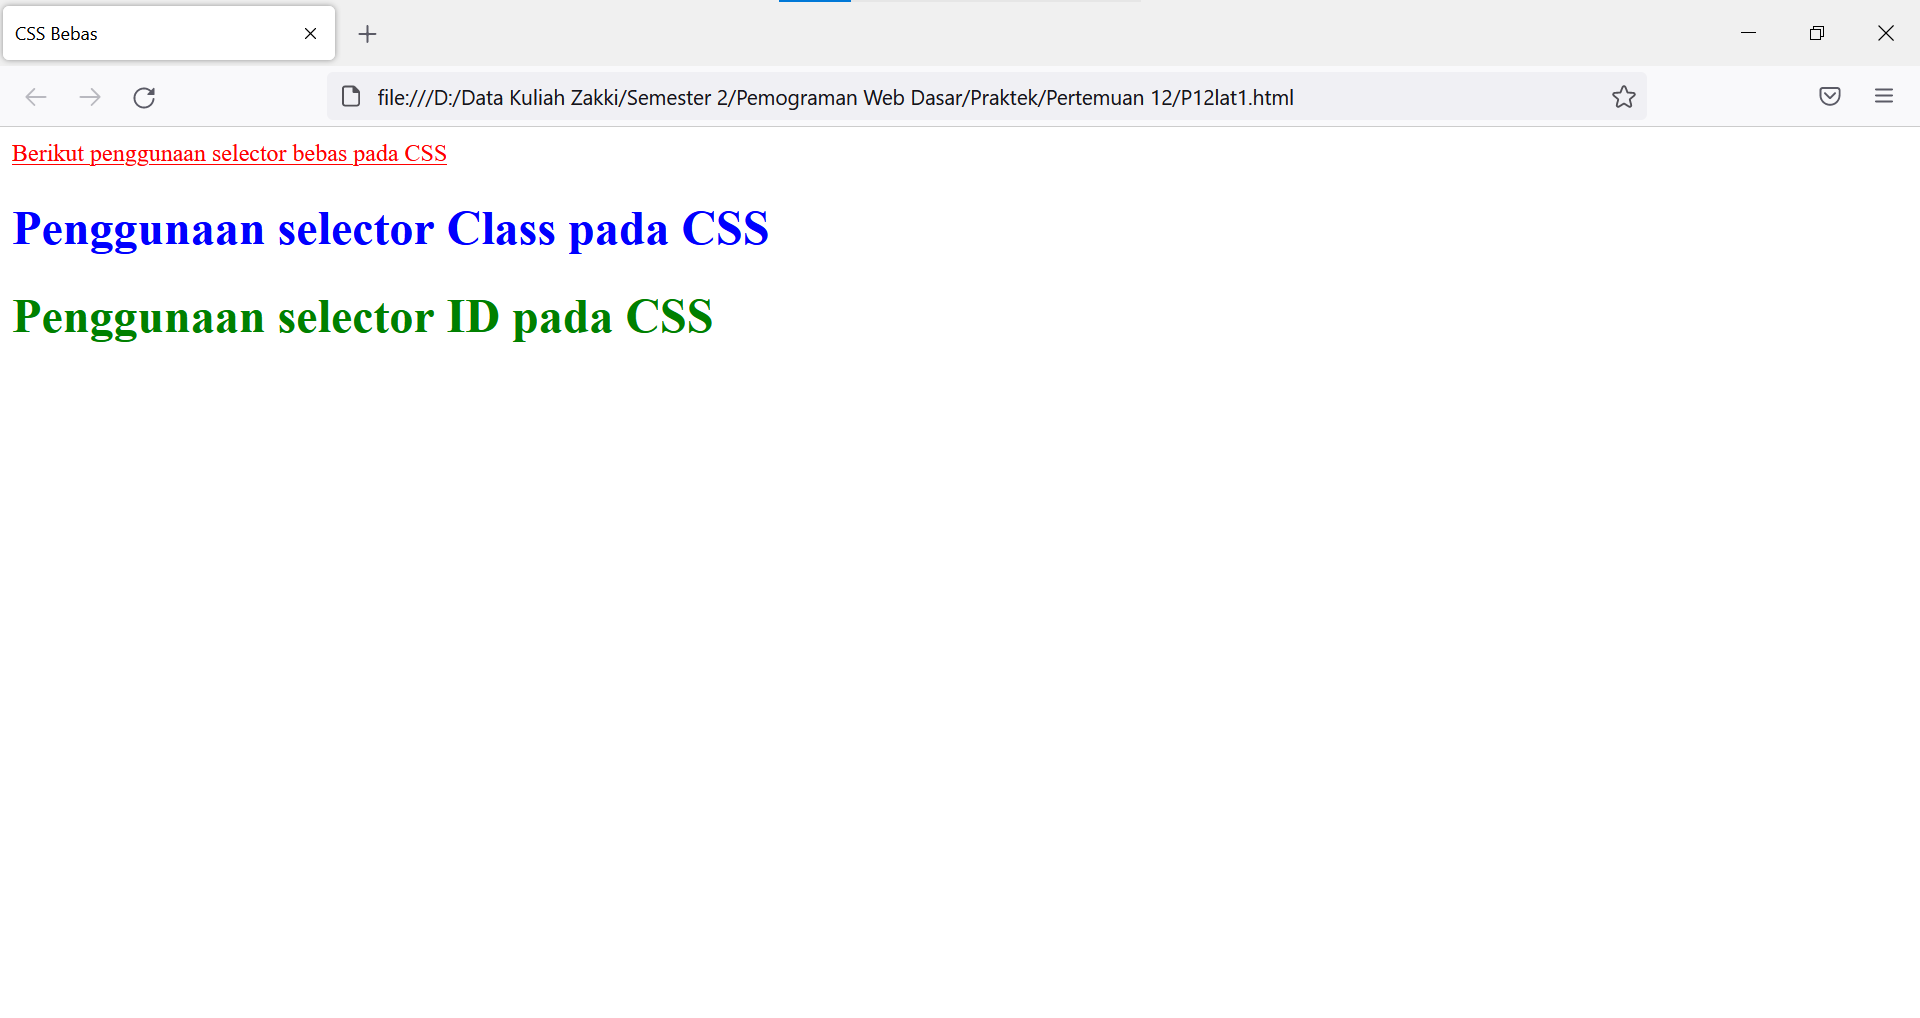 CSS Bebas
file:///D:/Data Kuliah Zakki/Semester 2/Pemograman Web Dasar/Praktek/Pertemuan 12/P12lat1.html
Berikut penggunaan selector bebas pada CSS
Penggunaan selector Class pada CSS
Penggunaan selector ID pada CSS